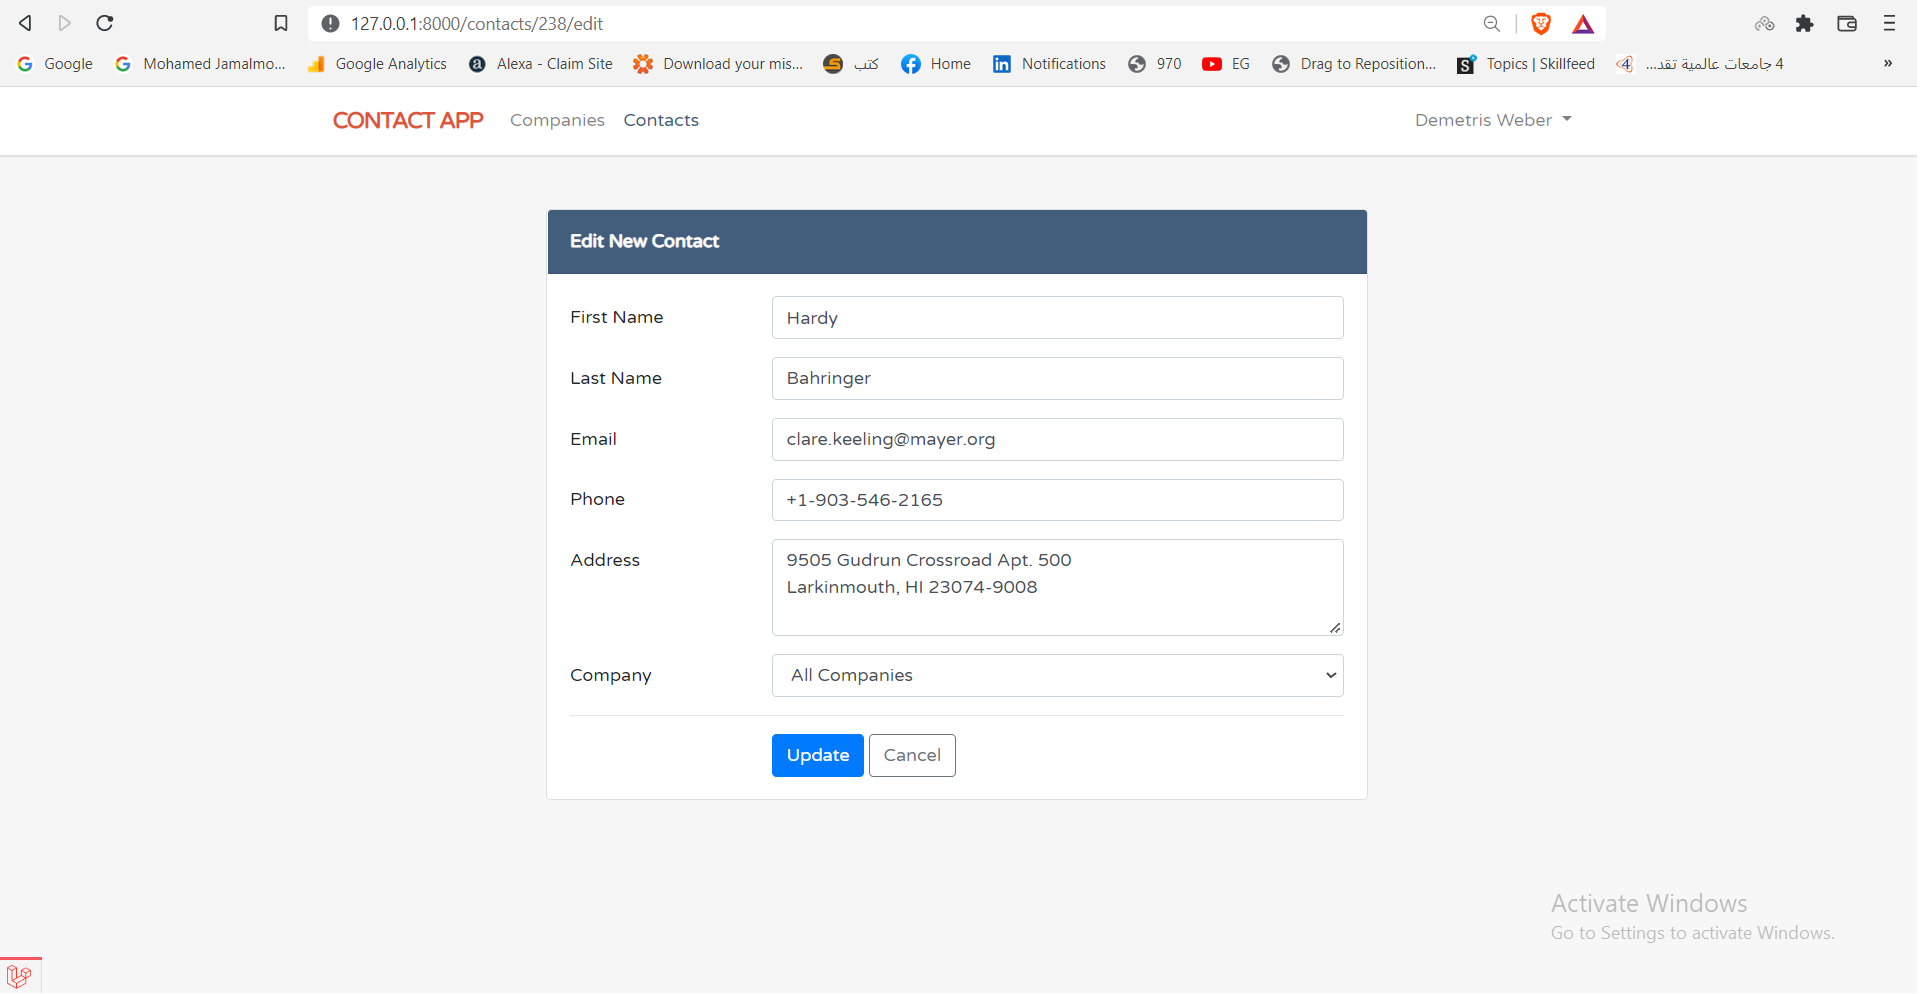 127.0.0.1:8000/contacts/238/edit
Google Mohamed Jamalmo... Google Analytics a Alexa - Claim Site Download your mis... كتب Home in Notifications 970 EG Drag to Reposition... S Topics | Skillfeed 4 4 جامعات عالمية تقد... »
CONTACT APP Companies Contacts Demetris Weber
Edit New Contact
First Name Hardy
Last Name Bahringer
Email clare.keeling@mayer.org
Phone +1-903-546-2165
Address 9505 Gudrun Crossroad Apt. 500
Larkinmouth, HI 23074-9008
Company All Companies
Update Cancel
Activate Windows
Go to Settings to activate Windows.